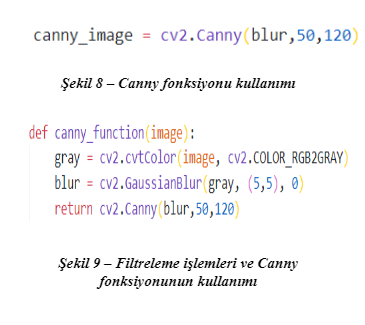 canny_image = cv2.Canny(blur,50,120)
Şekil 8 – Canny fonksiyonu kullanımı
def canny_function(image):
    gray = cv2.cvtColor(image, cv2.COLOR_RGB2GRAY)
    blur = cv2.GaussianBlur(gray, (5,5), 0)
    return cv2.Canny(blur,50,120)
Şekil 9 – Filtreleme işlemleri ve Canny
fonksiyonunun kullanımı